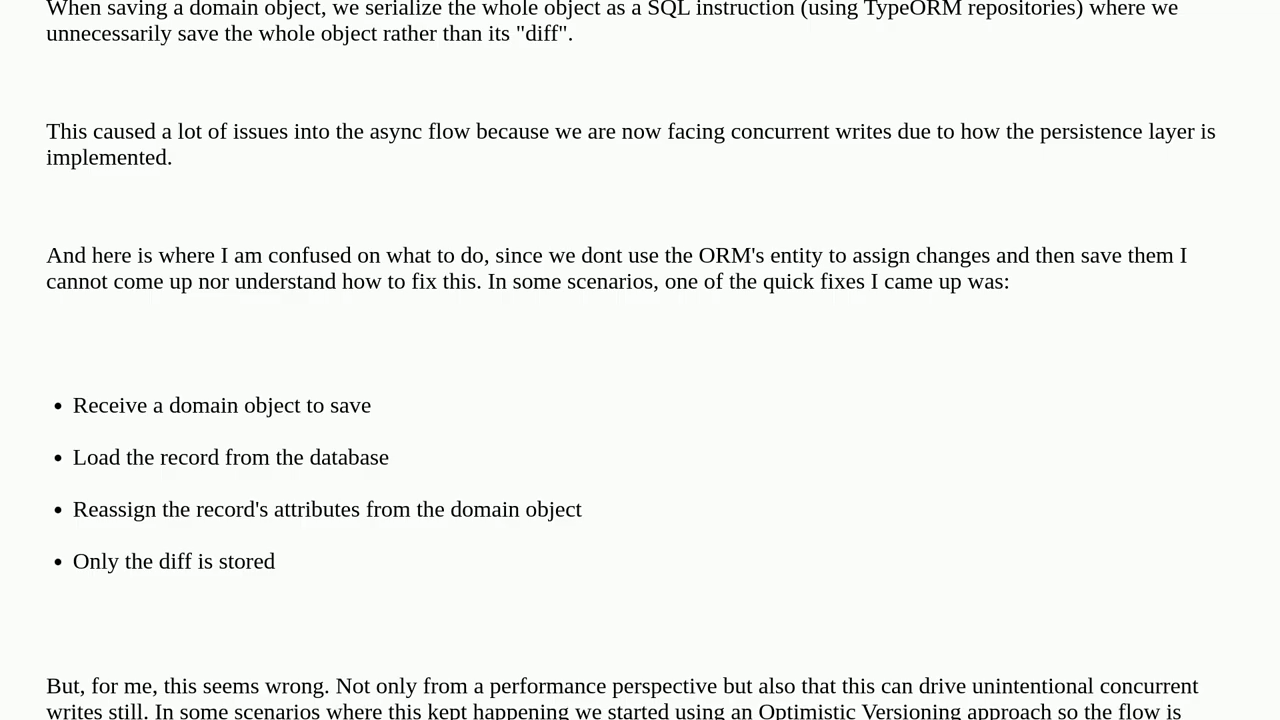 When saving a domain object, we serialize the whole object as a SQL instruction (using TypeORM repositories) where we
unnecessarily save the whole object rather than its "diff".
This caused a lot of issues into the async flow because we are now facing concurrent writes due to how the persistence layer is
implemented.
And here is where I am confused on what to do, since we dont use the ORM's entity to assign changes and then save them I
cannot come up nor understand how to fix this. In some scenarios, one of the quick fixes I came up was:
• Receive a domain object to save
• Load the record from the database
• Reassign the record's attributes from the domain object
• Only the diff is stored
But, for me, this seems wrong. Not only from a performance perspective but also that this can drive unintentional concurrent
writes still. In some scenarios where this kept happening we started using an Optimistic Versioning approach so the flow is